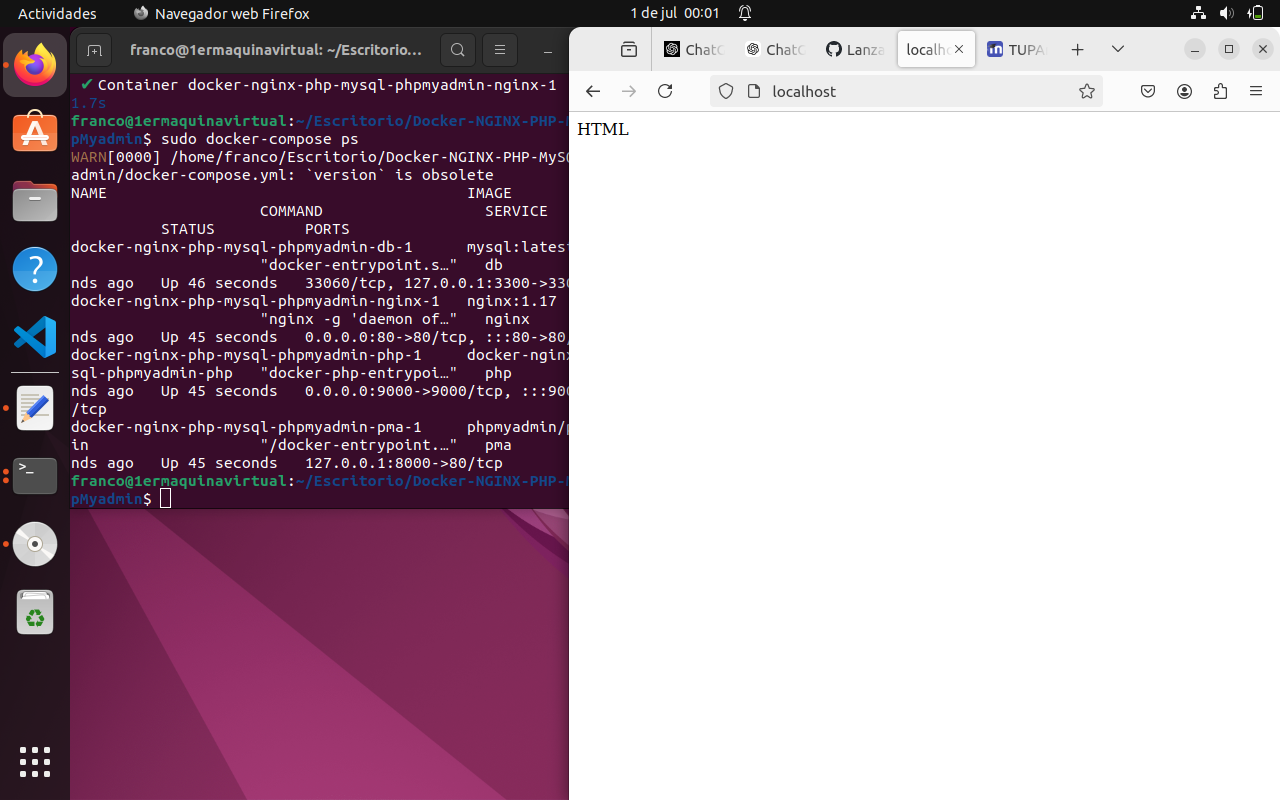 Actividades
Navegador web Firefox
1 de jul 00:01
franco@1ermaquinavirtual: ~/Escritorio...
✔ Container docker-nginx-php-mysql-phpmyadmin-nginx-1
1.7s
franco@1ermaquinavirtual:~/Escritorio/Docker-NGINX-PHP-M
pMyadmin$ sudo docker-compose ps
WARN[0000] /home/franco/Escritorio/Docker-NGINX-PHP-MySQ
admin/docker-compose.yml: `version` is obsolete
NAME IMAGE
COMMAND SERVICE
STATUS PORTS
docker-nginx-php-mysql-phpmyadmin-db-1 mysql:latest
"docker-entrypoint.s…" db
nds ago Up 46 seconds 33060/tcp, 127.0.0.1:3300->330
docker-nginx-php-mysql-phpmyadmin-nginx-1 nginx:1.17
"nginx -g 'daemon of…" nginx
nds ago Up 45 seconds 0.0.0.0:80->80/tcp, :::80->80/
docker-nginx-php-mysql-phpmyadmin-php-1 docker-nginx
sql-phpmyadmin-php "docker-php-entrypoi…" php
nds ago Up 45 seconds 0.0.0.0:9000->9000/tcp, :::900
/tcp
docker-nginx-php-mysql-phpmyadmin-pma-1 phpmyadmin/p
in "/docker-entrypoint.…" pma
nds ago Up 45 seconds 127.0.0.1:8000->80/tcp
franco@1ermaquinavirtual:~/Escritorio/Docker-NGINX-PHP-M
pMyadmin$
ChatG
ChatG
Lanza
localho
TUPA
localhost
HTML